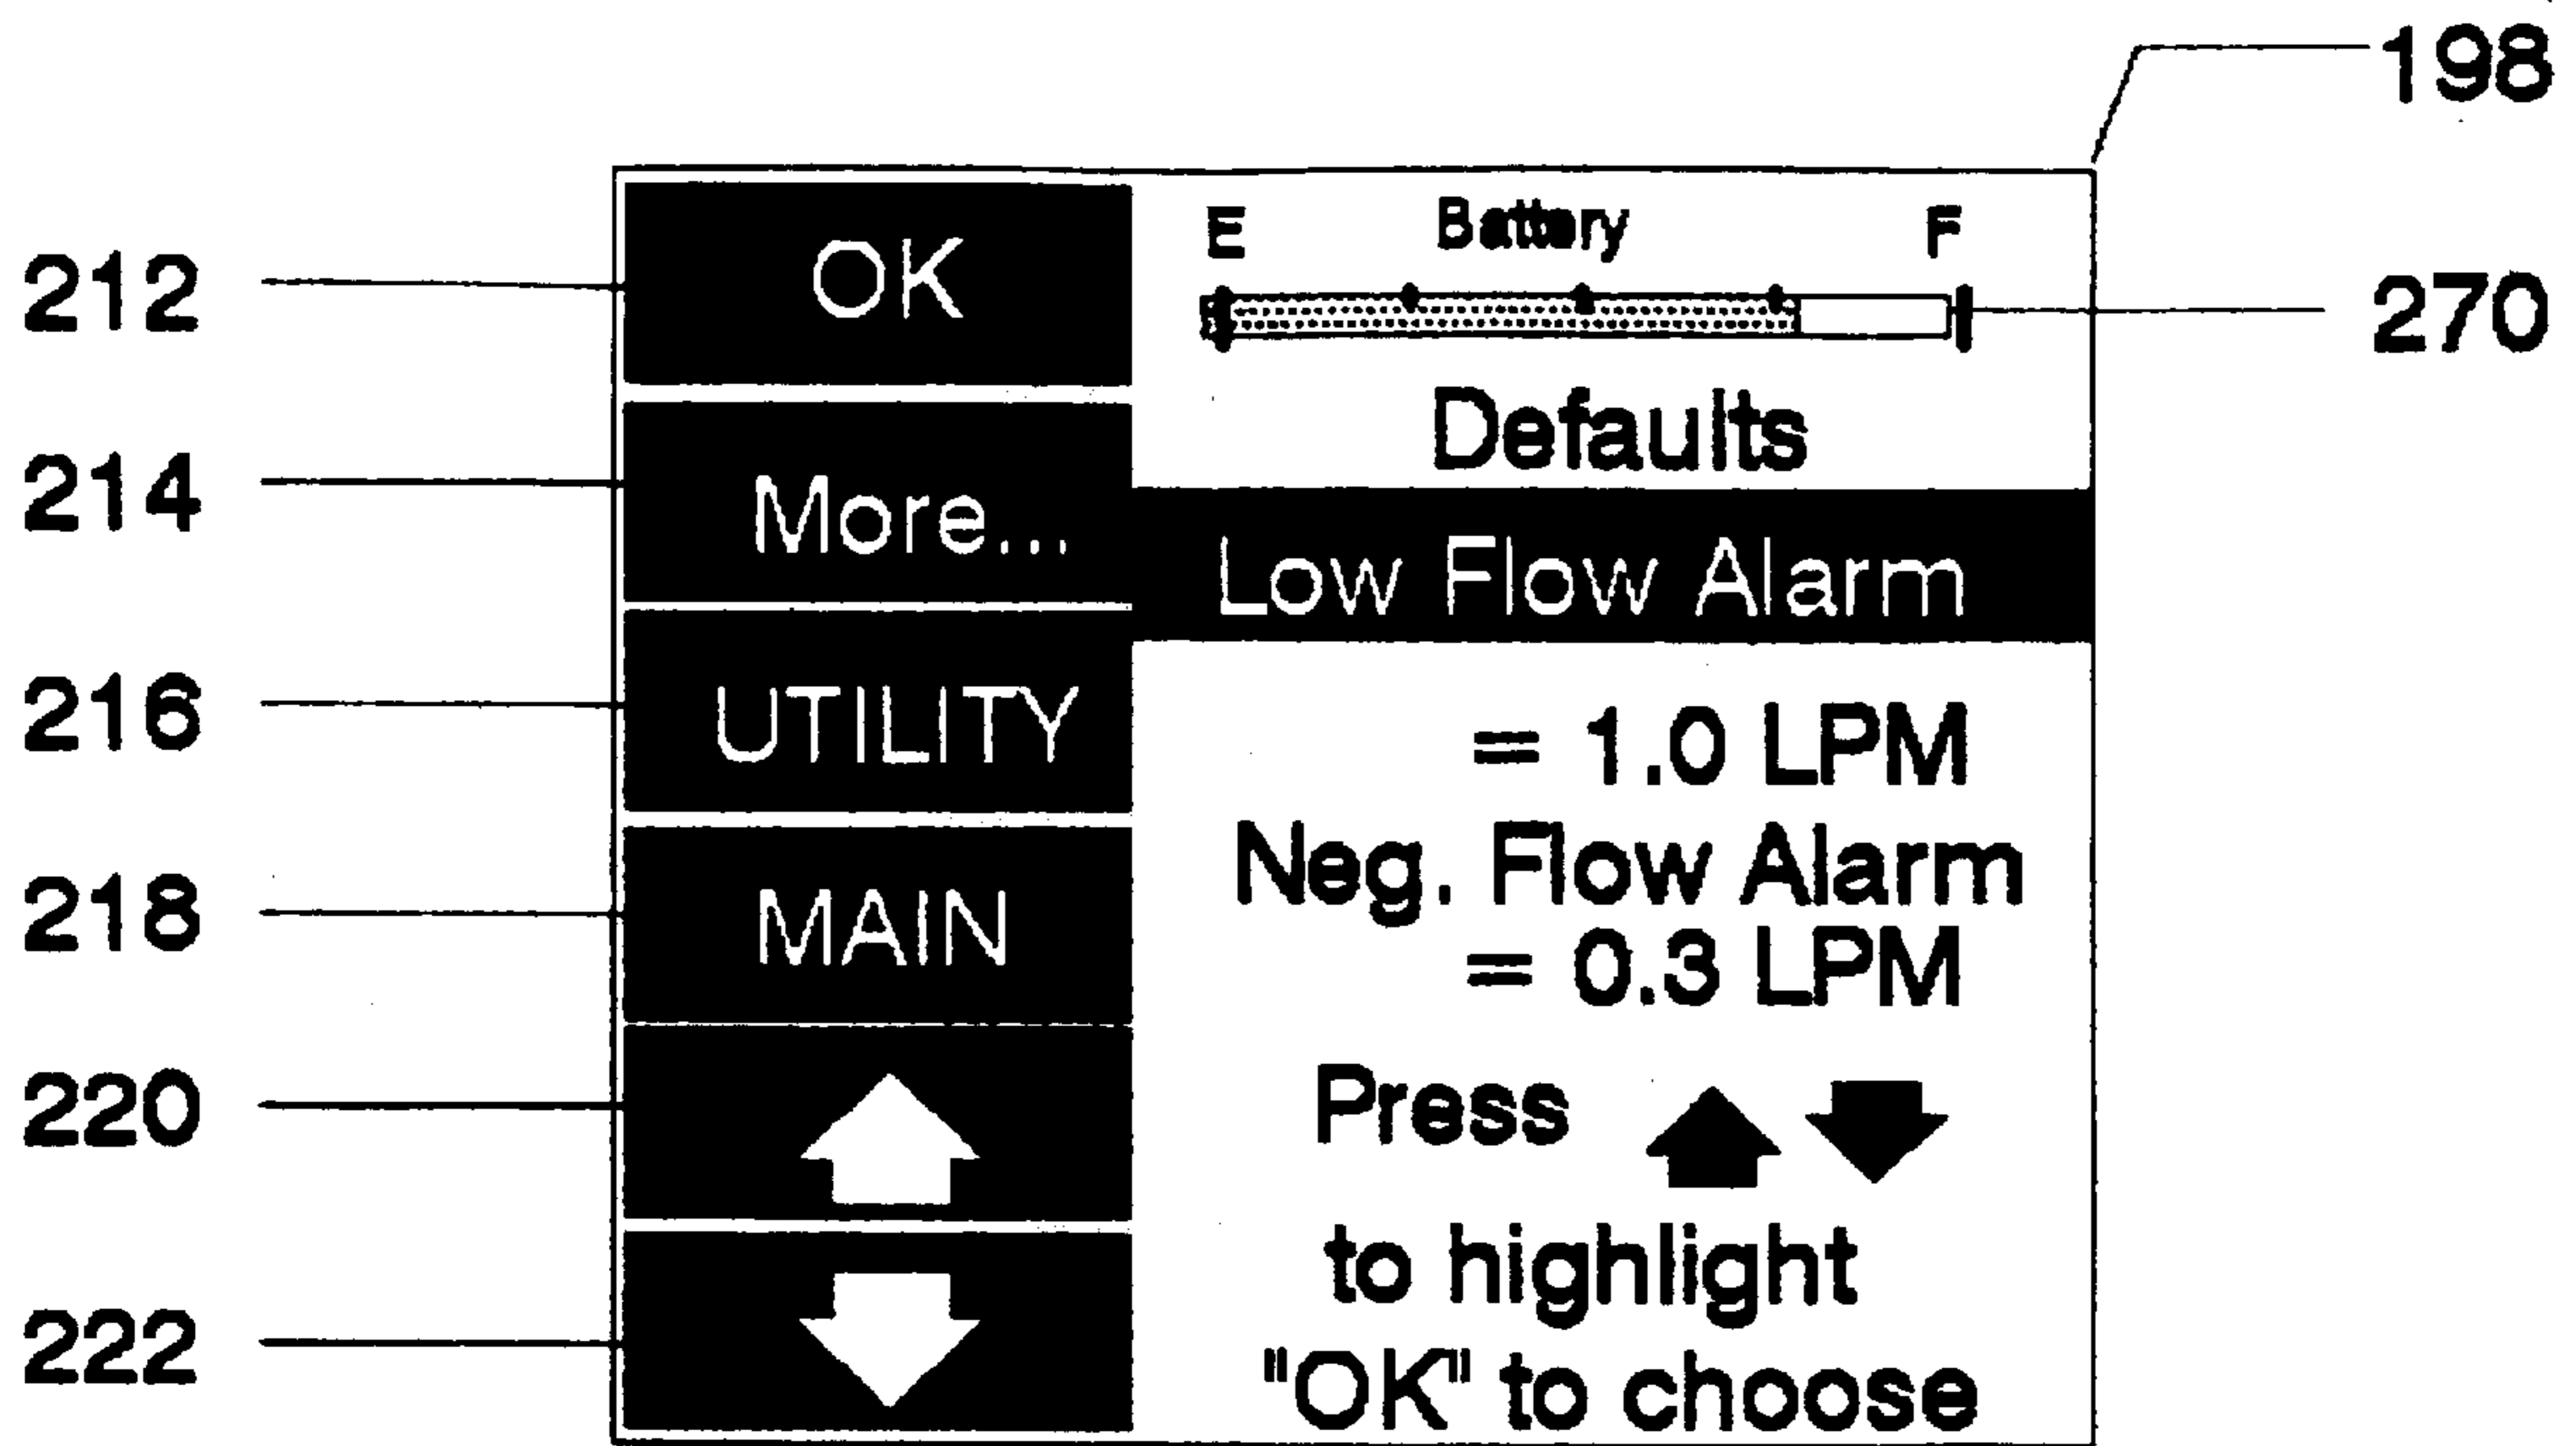 198
E Battery F
212 OK
270
Defaults
214 More...
Low Flow Alarm
216 UTILITY
= 1.0 LPM
Neg. Flow Alarm
218 MAIN
= 0.3 LPM
220
Press
to highlight
222
"OK" to choose